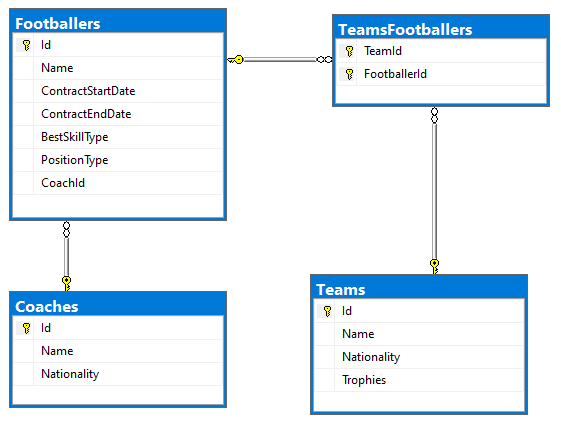 Footballers
Id
Name
ContractStartDate
ContractEndDate
BestSkillType
PositionType
CoachId
TeamsFootballers
TeamId
FootballerId
Coaches
Id
Name
Nationality
Teams
Id
Name
Nationality
Trophies